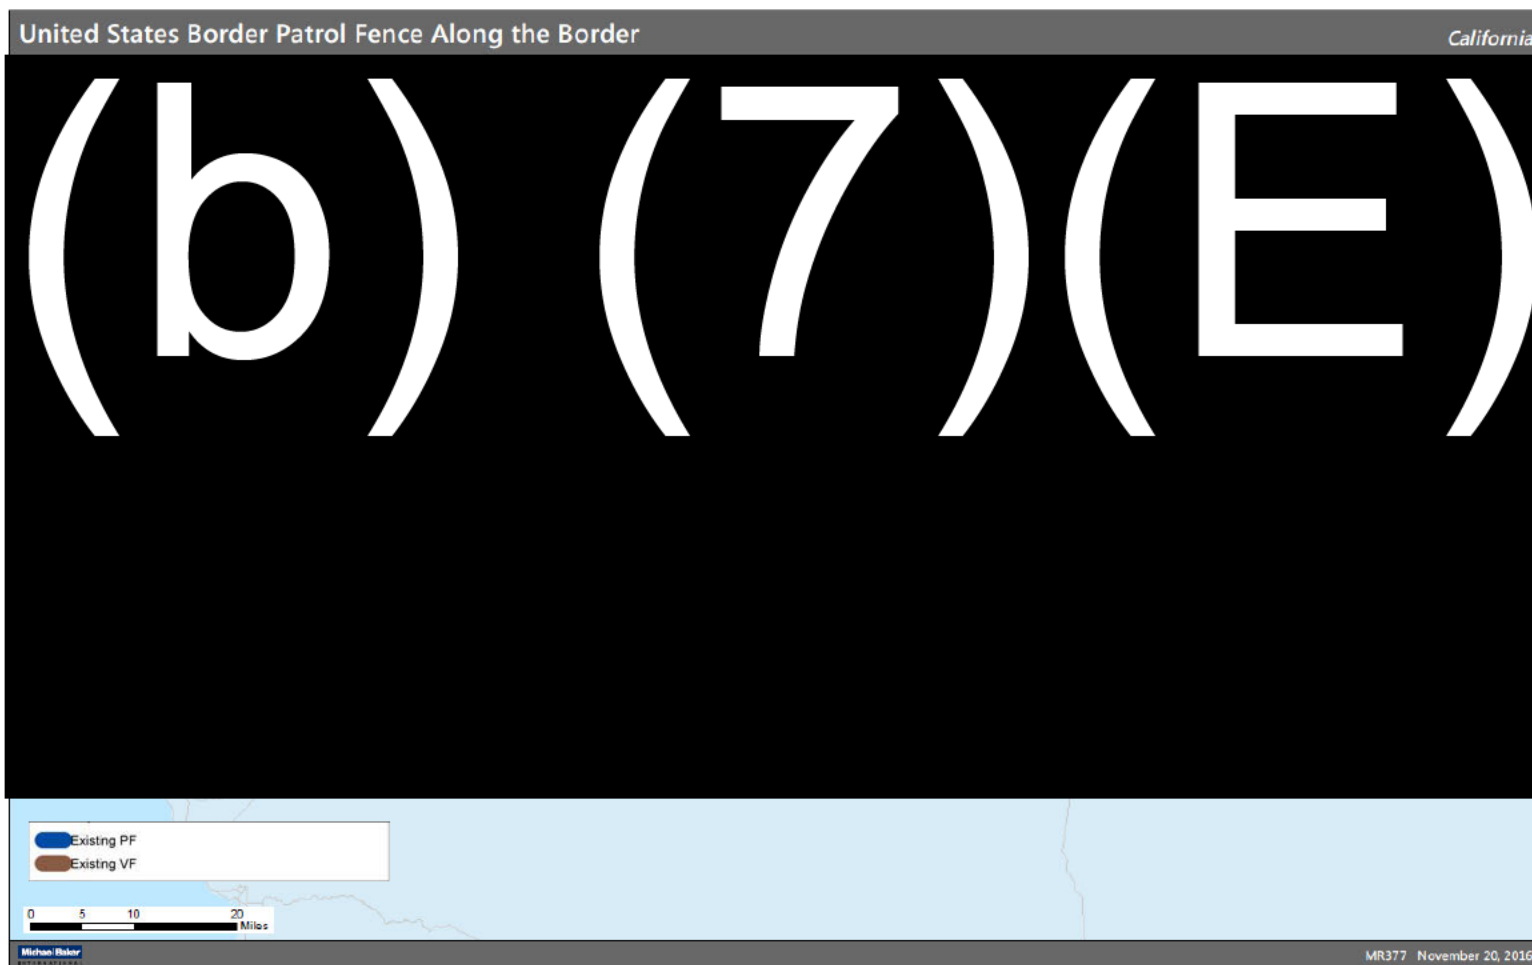 United States Border Patrol Fence Along the Border
California
(b) (7)(E)
Existing PF
Existing VF
0 5 10 20
Miles
Michael Baker
INTERNATIONAL
MR377 November 20, 2016